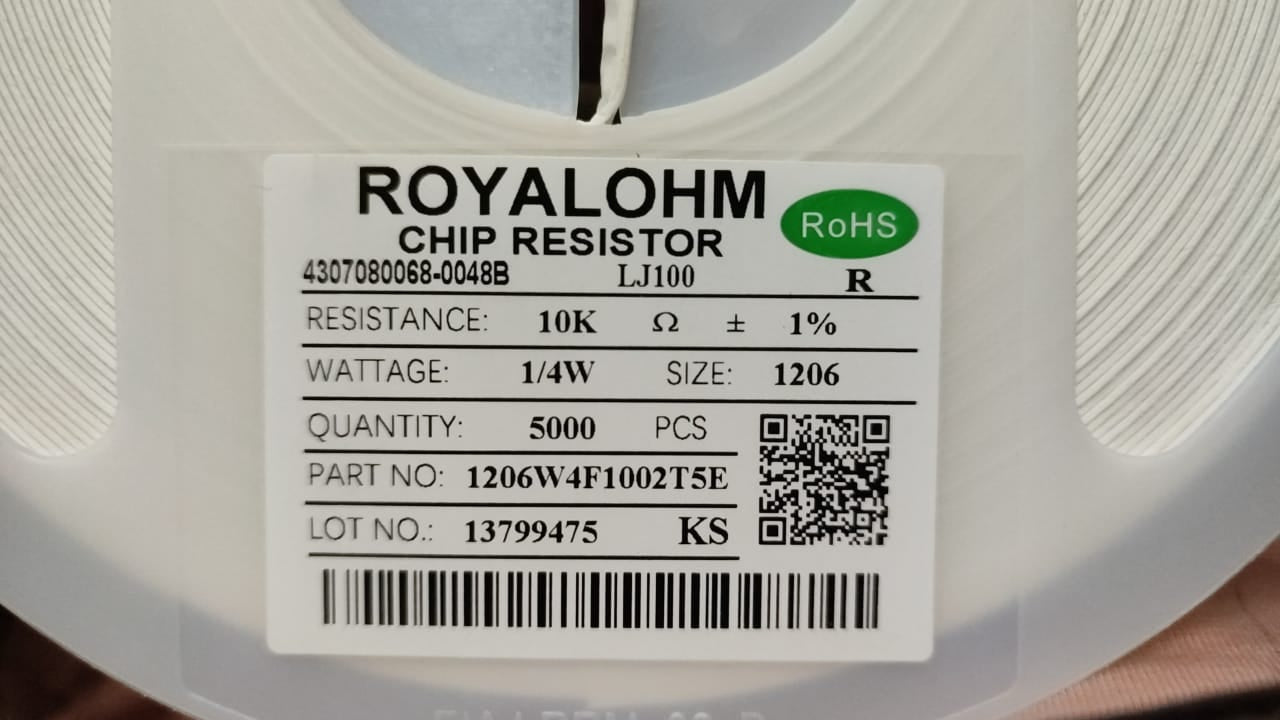 ROYALOHM
RoHS
CHIP RESISTOR
4307080068-0048B LJ100 R
RESISTANCE: 10K Ω ± 1%
WATTAGE: 1/4W SIZE: 1206
QUANTITY: 5000 PCS
PART NO: 1206W4F1002T5E
LOT NO.: 13799475 KS